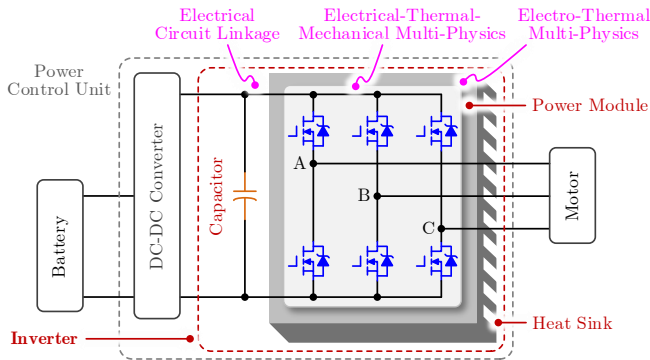 Electrical
Circuit Linkage
Electrical-Thermal-
Mechanical Multi-Physics
Electro-Thermal
Multi-Physics
Power
Control Unit
Power Module
DC-DC Converter
Capacitor
A
B
C
Battery
Motor
Inverter
Heat Sink